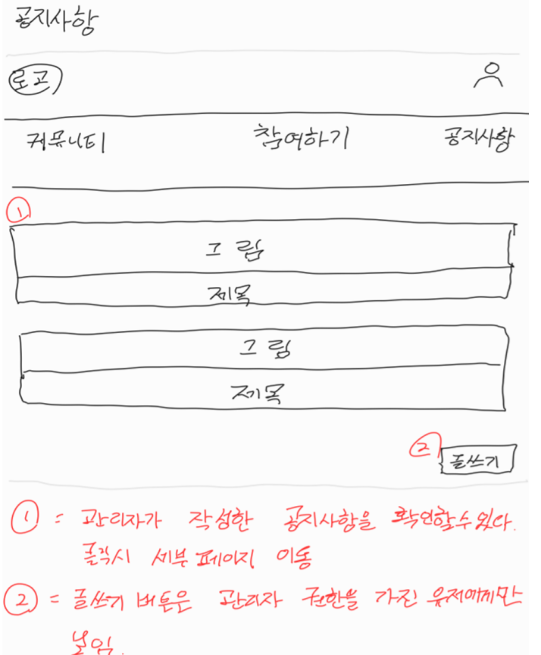 공지사항
로고
커뮤니티 참여하기 공지사항
①
그림
제목
그림
제목
② 글쓰기
① = 관리자가 작성한 공지사항을 확인할 수 있다.
클릭시 세부 페이지 이동
② = 글쓰기 버튼은 관리자 권한을 가진 유저에게만
보임.